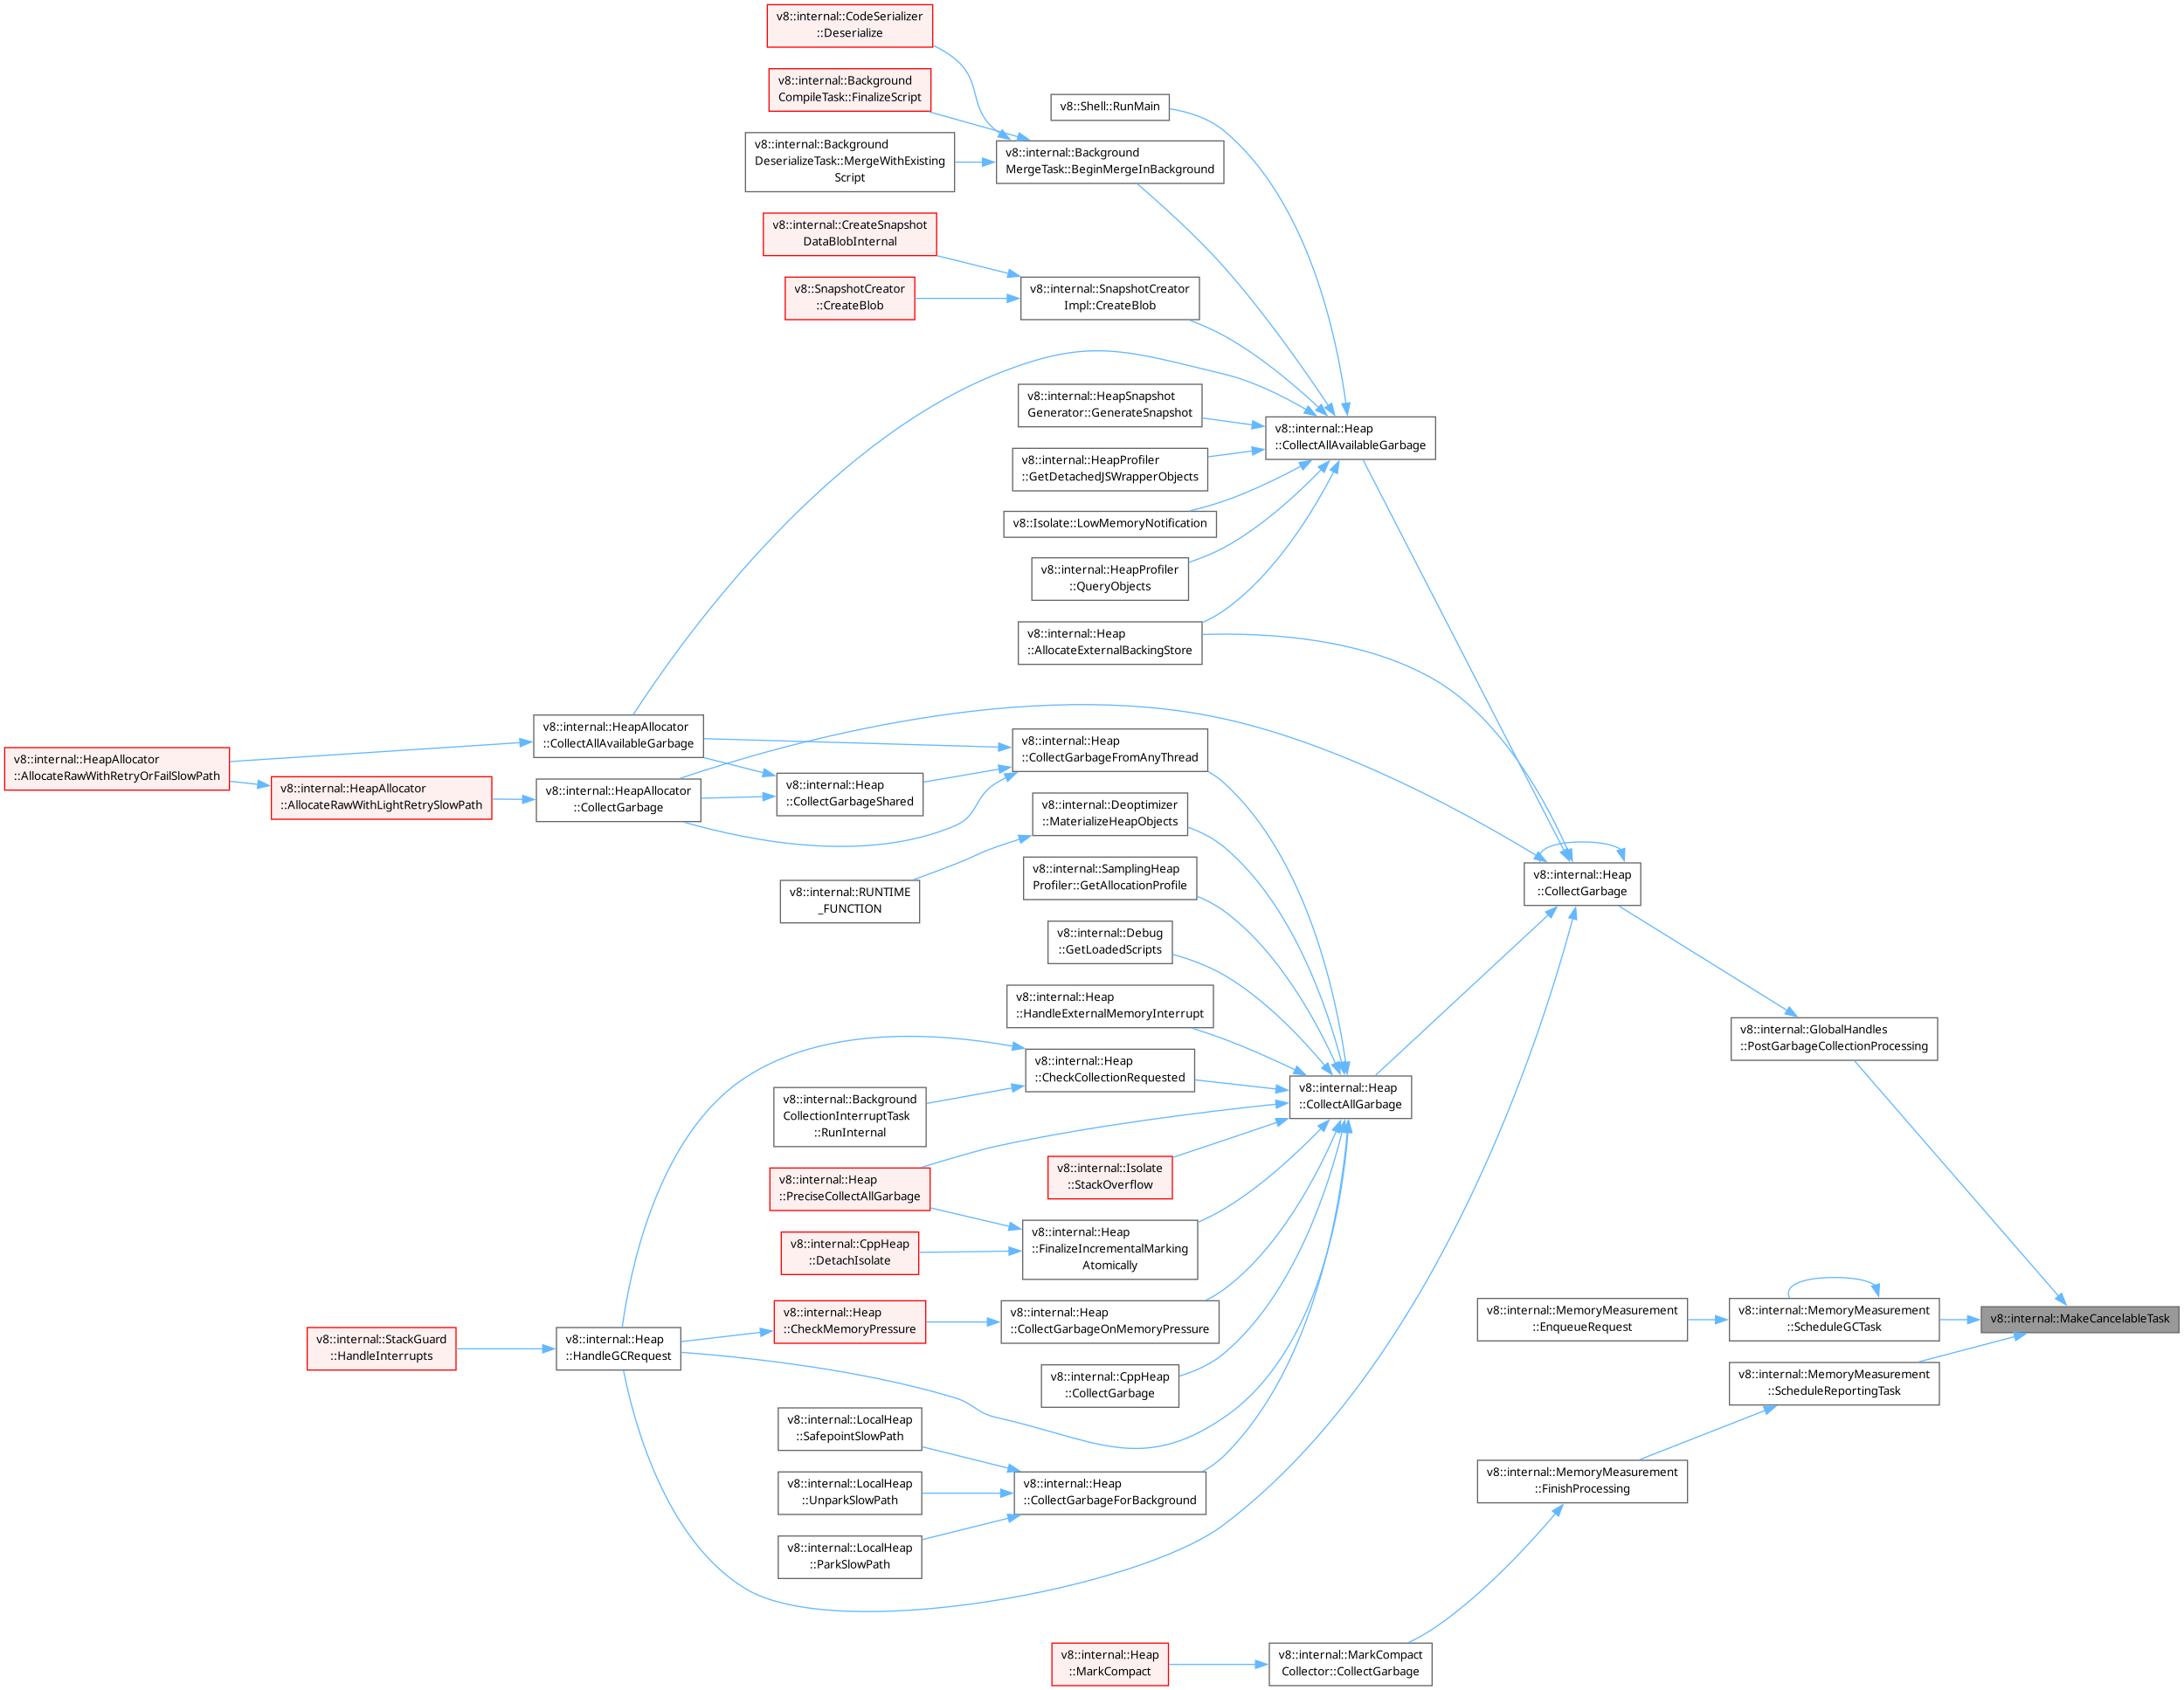 v8::internal::CodeSerializer
::Deserialize
v8::internal::Background
CompileTask::FinalizeScript
v8::Shell::RunMain
v8::internal::Background
DeserializeTask::MergeWithExisting
Script
v8::internal::Background
MergeTask::BeginMergeInBackground
v8::internal::CreateSnapshot
DataBlobInternal
v8::SnapshotCreator
::CreateBlob
v8::internal::SnapshotCreator
Impl::CreateBlob
v8::internal::HeapSnapshot
Generator::GenerateSnapshot
v8::internal::Heap
::CollectAllAvailableGarbage
v8::internal::HeapProfiler
::GetDetachedJSWrapperObjects
v8::Isolate::LowMemoryNotification
v8::internal::HeapProfiler
::QueryObjects
v8::internal::Heap
::AllocateExternalBackingStore
v8::internal::HeapAllocator
::CollectAllAvailableGarbage
v8::internal::Heap
::CollectGarbageFromAnyThread
v8::internal::HeapAllocator
::AllocateRawWithRetryOrFailSlowPath
v8::internal::HeapAllocator
::AllocateRawWithLightRetrySlowPath
v8::internal::HeapAllocator
::CollectGarbage
v8::internal::Heap
::CollectGarbageShared
v8::internal::Deoptimizer
::MaterializeHeapObjects
v8::internal::SamplingHeap
Profiler::GetAllocationProfile
v8::internal::RUNTIME
_FUNCTION
v8::internal::Heap
::CollectGarbage
v8::internal::Debug
::GetLoadedScripts
v8::internal::Heap
::HandleExternalMemoryInterrupt
v8::internal::GlobalHandles
::PostGarbageCollectionProcessing
v8::internal::Heap
::CheckCollectionRequested
v8::internal::Heap
::CollectAllGarbage
v8::internal::Background
CollectionInterruptTask
::RunInternal
v8::internal::Heap
::PreciseCollectAllGarbage
v8::internal::Isolate
::StackOverflow
v8::internal::CppHeap
::DetachIsolate
v8::internal::Heap
::FinalizeIncrementalMarking
Atomically
v8::internal::StackGuard
::HandleInterrupts
v8::internal::Heap
::HandleGCRequest
v8::internal::Heap
::CheckMemoryPressure
v8::internal::Heap
::CollectGarbageOnMemoryPressure
v8::internal::MemoryMeasurement
::EnqueueRequest
v8::internal::MemoryMeasurement
::ScheduleGCTask
v8::internal::MakeCancelableTask
v8::internal::CppHeap
::CollectGarbage
v8::internal::MemoryMeasurement
::ScheduleReportingTask
v8::internal::LocalHeap
::SafepointSlowPath
v8::internal::LocalHeap
::UnparkSlowPath
v8::internal::Heap
::CollectGarbageForBackground
v8::internal::MemoryMeasurement
::FinishProcessing
v8::internal::LocalHeap
::ParkSlowPath
v8::internal::Heap
::MarkCompact
v8::internal::MarkCompact
Collector::CollectGarbage